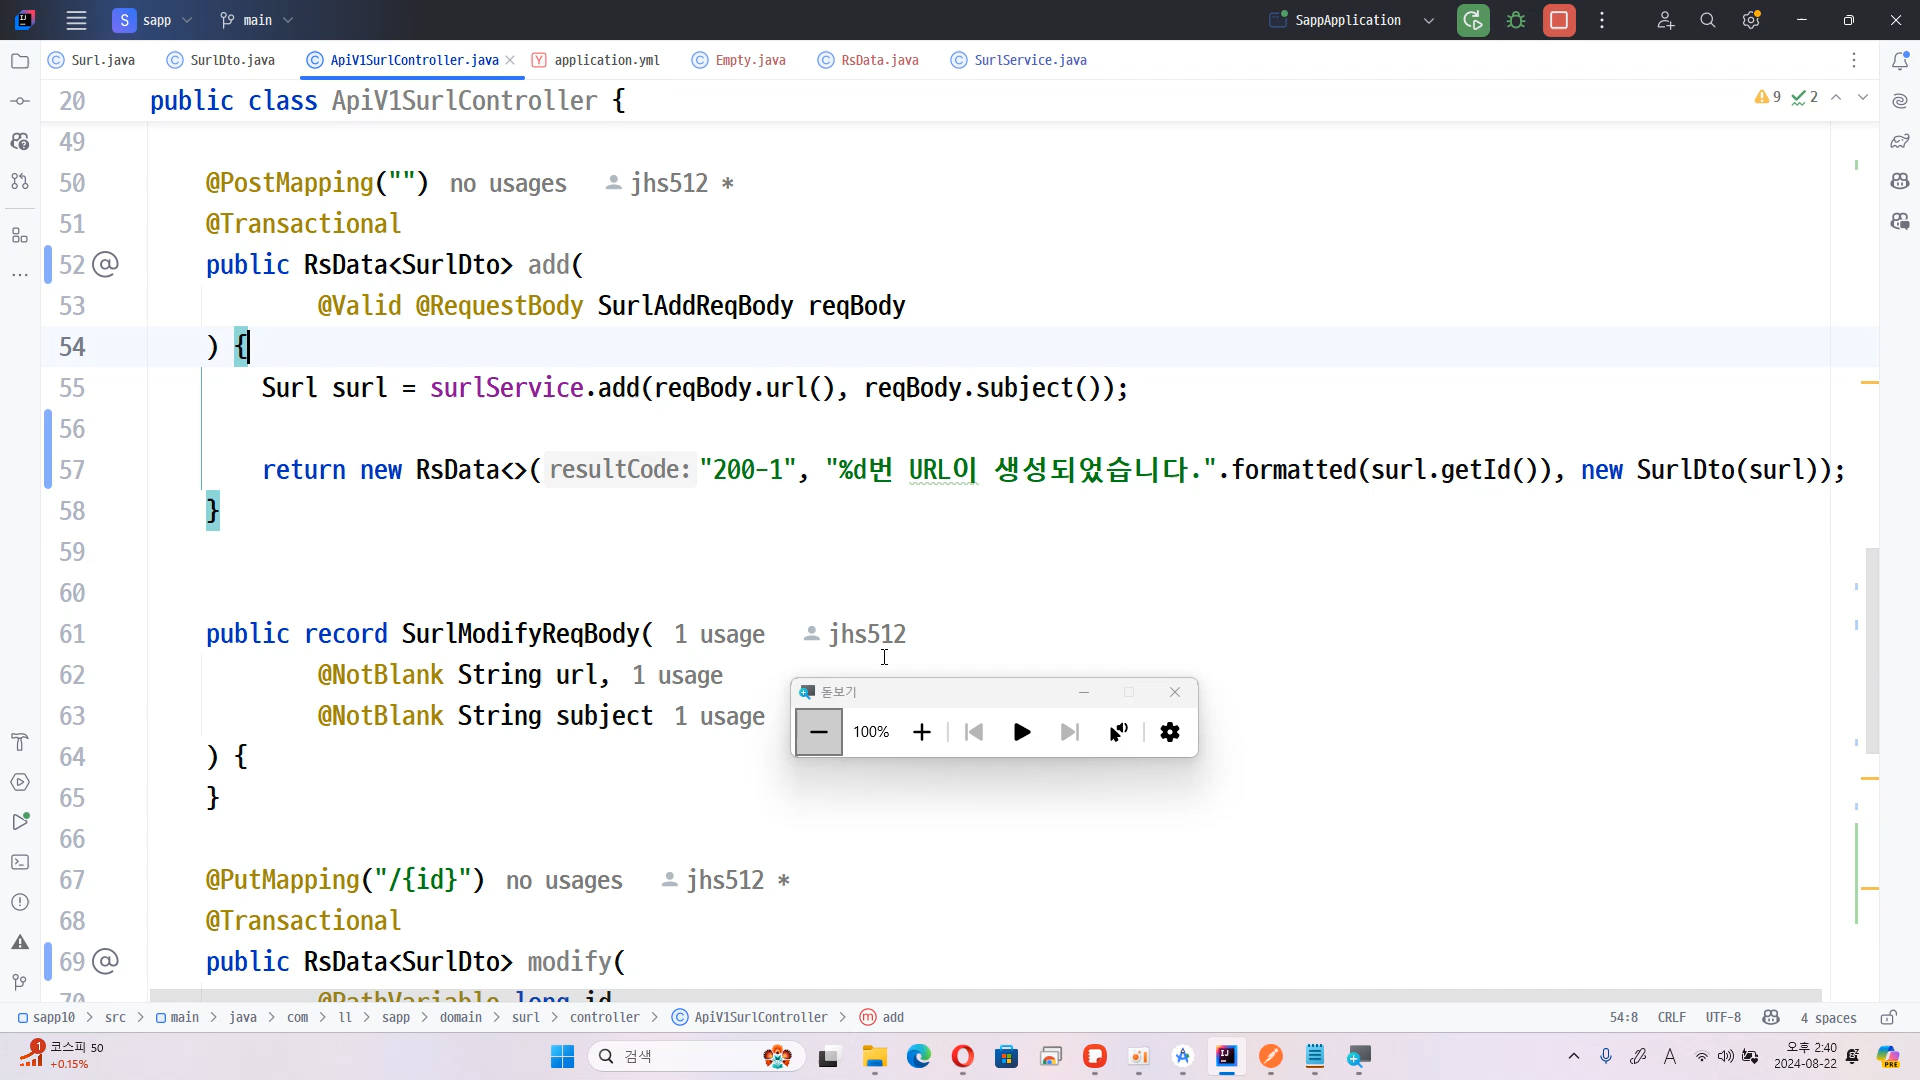 S sapp main SappApplication
Surl.java SurlDto.java ApiV1SurlController.java application.yml Empty.java RsData.java SurlService.java
20 public class ApiV1SurlController { 9 2
49
50 @PostMapping("") no usages jhs512 *
51 @Transactional
52 public RsData<SurlDto> add(
53 @Valid @RequestBody SurlAddReqBody reqBody
54 ) {
55 Surl surl = surlService.add(reqBody.url(), reqBody.subject());
56
57 return new RsData<>( resultCode: "200-1", "%d번 URL이 생성되었습니다.".formatted(surl.getId()), new SurlDto(surl));
58 }
59
60
61 public record SurlModifyReqBody( 1 usage jhs512
62 @NotBlank String url, 1 usage
63 @NotBlank String subject 1 usage
64 ) {
65 }
66
67 @PutMapping("/{id}") no usages jhs512 *
68 @Transactional
69 public RsData<SurlDto> modify(
70 @PathVariable long id
돋보기
100%
sapp10 > src > main > java > com > ll > sapp > domain > surl > controller > ApiV1SurlController > add 54:8 CRLF UTF-8 4 spaces
코스피 50
+0.15%
검색
A
오후 2:40
2024-08-22